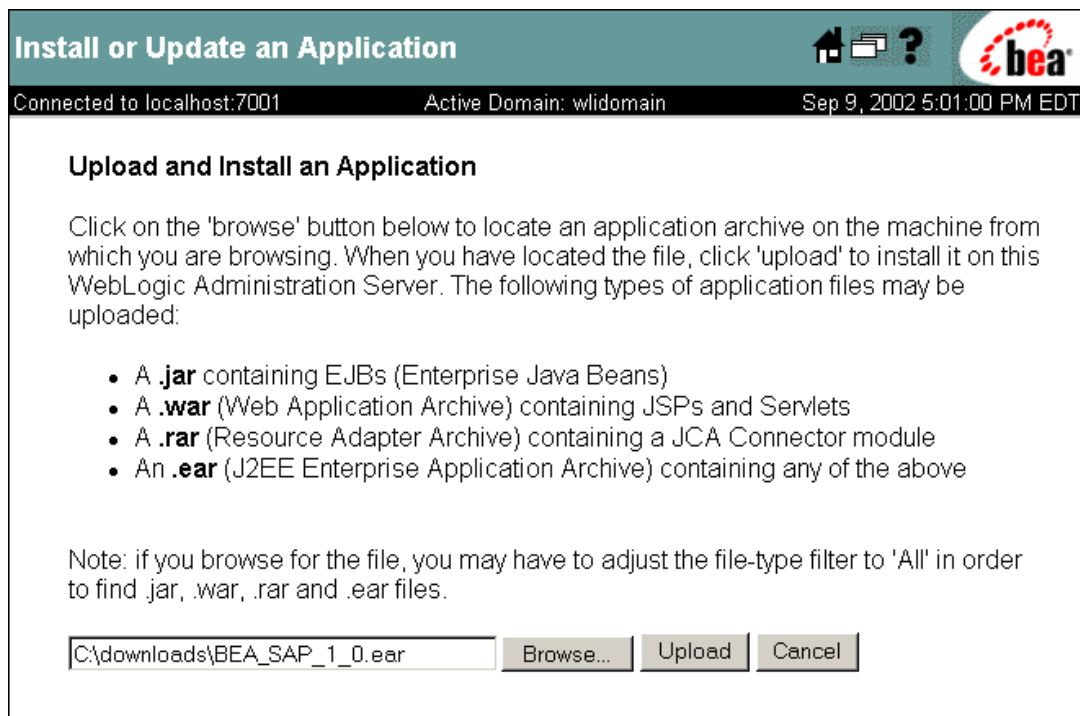 Install or Update an Application
?
bea
Connected to localhost:7001 Active Domain: wlidomain Sep 9, 2002 5:01:00 PM EDT
Upload and Install an Application
Click on the 'browse' button below to locate an application archive on the machine from
which you are browsing. When you have located the file, click 'upload' to install it on this
WebLogic Administration Server. The following types of application files may be
uploaded:
• A .jar containing EJBs (Enterprise Java Beans)
• A .war (Web Application Archive) containing JSPs and Servlets
• A .rar (Resource Adapter Archive) containing a JCA Connector module
• An .ear (J2EE Enterprise Application Archive) containing any of the above
Note: if you browse for the file, you may have to adjust the file-type filter to 'All' in order
to find .jar, .war, .rar and .ear files.
C:\downloads\BEA_SAP_1_0.ear Browse... Upload Cancel